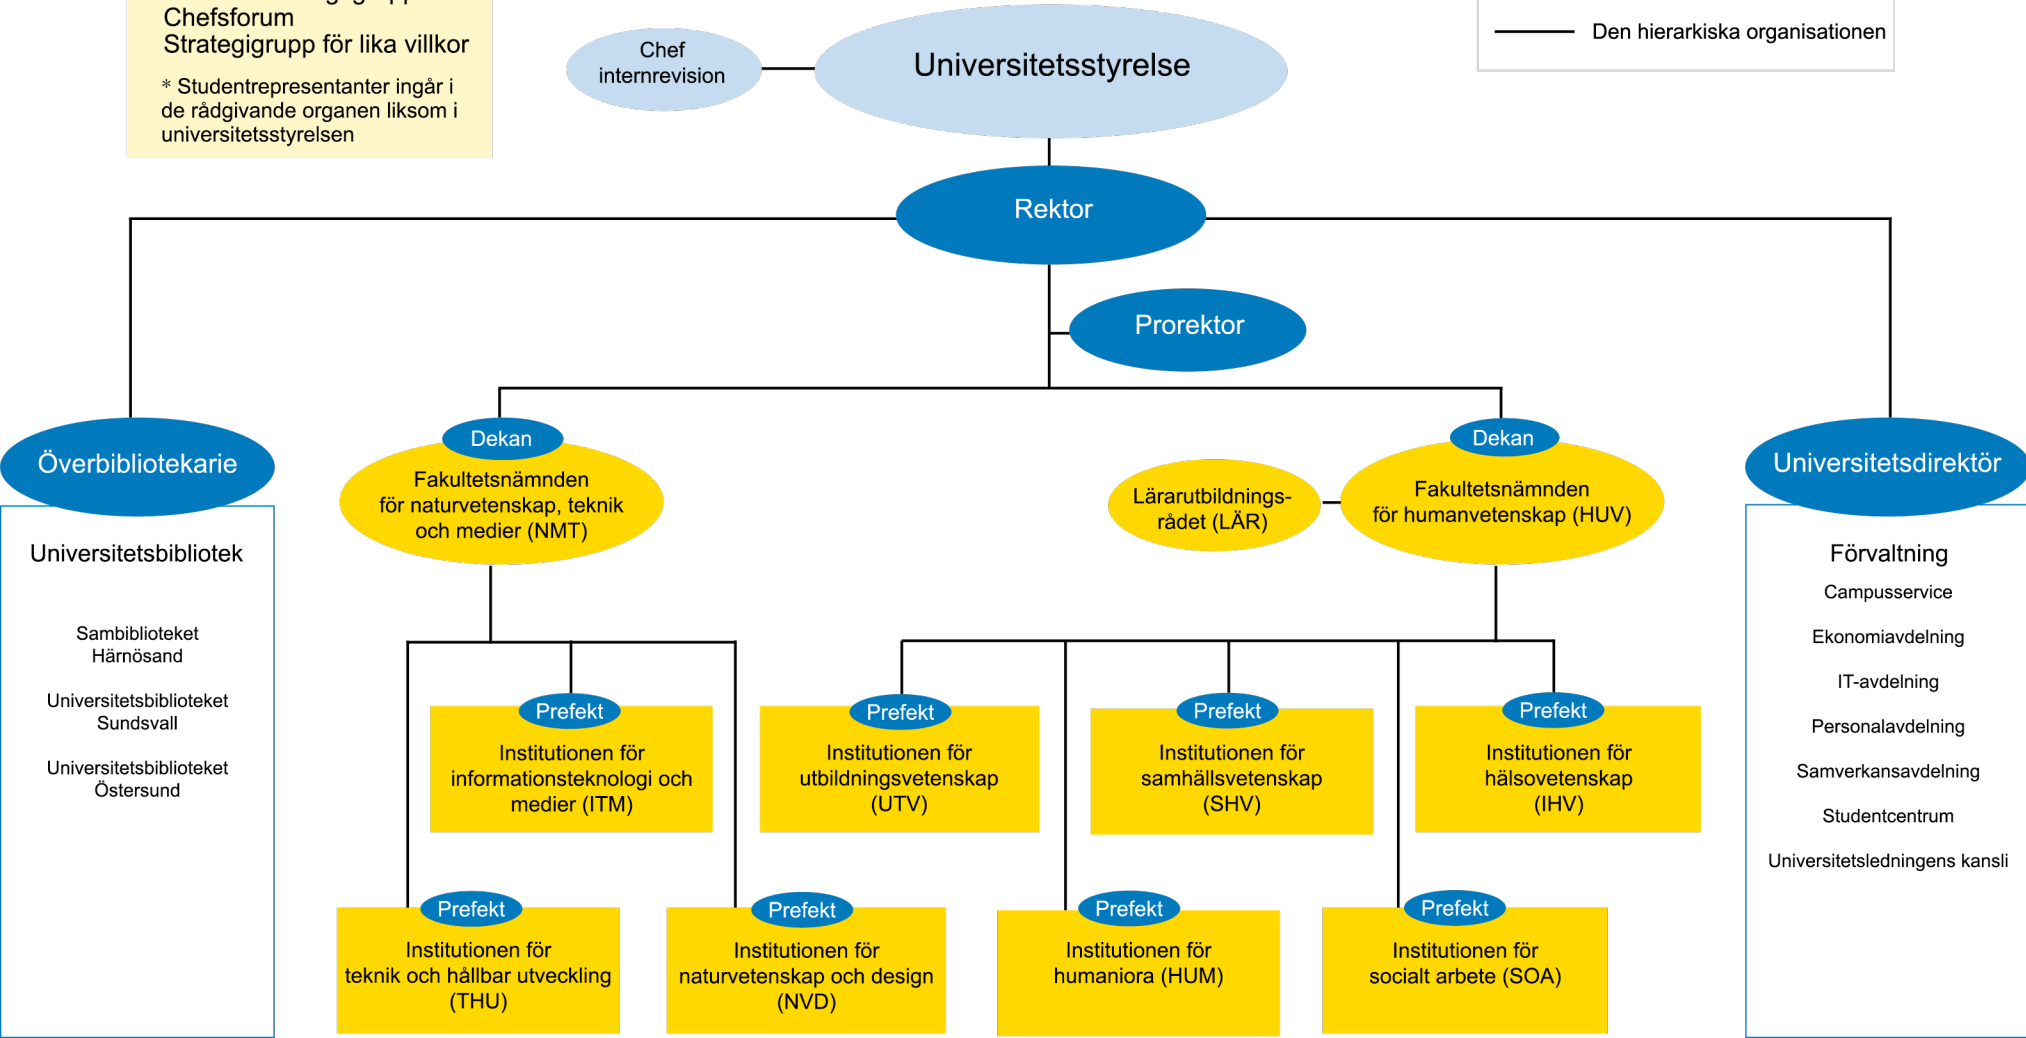 Chefsforum
Strategigrupp för lika villkor
* Studentrepresentanter ingår i
de rådgivande organen liksom i
universitetsstyrelsen
Chef
internrevision
Universitetsstyrelse
Den hierarkiska organisationen
Rektor
Prorektor
Överbibliotekarie
Universitetsbibliotek
Sambiblioteket
Härnösand
Universitetsbiblioteket
Sundsvall
Universitetsbiblioteket
Östersund
Dekan
Fakultetsnämnden
för naturvetenskap, teknik
och medier (NMT)
Lärarutbildnings-
rådet (LÄR)
Dekan
Fakultetsnämnden
för humanvetenskap (HUV)
Universitetsdirektör
Förvaltning
Campusservice
Ekonomiavdelning
IT-avdelning
Personalavdelning
Samverkansavdelning
Studentcentrum
Universitetsledningens kansli
Prefekt
Institutionen för
informationsteknologi och
medier (ITM)
Prefekt
Institutionen för
utbildningsvetenskap
(UTV)
Prefekt
Institutionen för
samhällsvetenskap
(SHV)
Prefekt
Institutionen för
hälsovetenskap
(IHV)
Prefekt
Institutionen för
teknik och hållbar utveckling
(THU)
Prefekt
Institutionen för
naturvetenskap och design
(NVD)
Prefekt
Institutionen för
humaniora (HUM)
Prefekt
Institutionen för
socialt arbete (SOA)